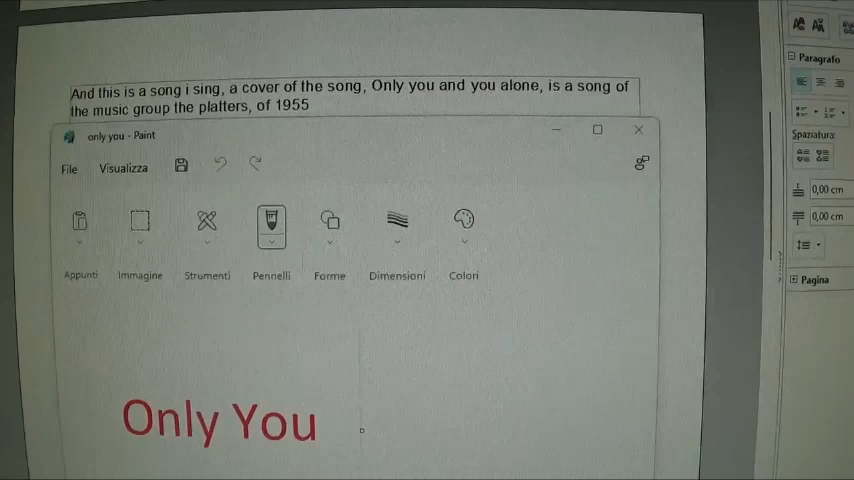 And this is a song i sing, a cover of the song, Only you and you alone, is a song of
the music group the platters, of 1955
only you - Paint
File Visualizza
Appunti Immagine Strumenti Pennelli Forme Dimensioni Colori
Only You
Paragrafo
Spaziatura:
0,00 cm
0,00 cm
Pagina